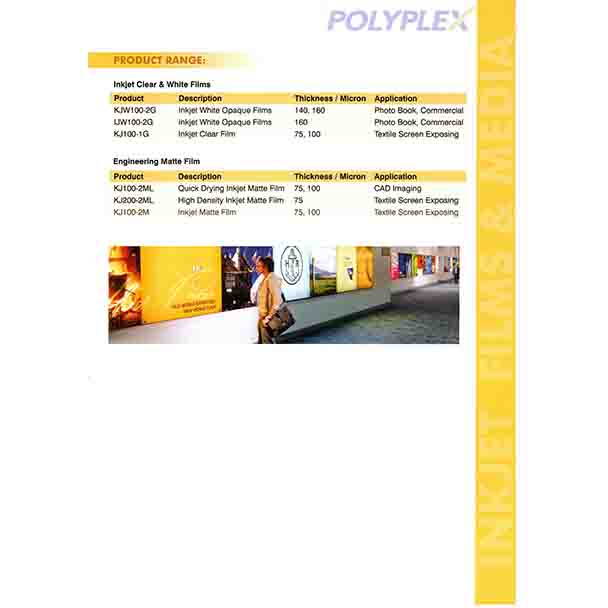 POLYPLEX
PRODUCT RANGE:
Inkjet Clear & White Films
Product Description Thickness / Micron Application
KJW100-2G Inkjet White Opaque Films 140, 160 Photo Book, Commercial
IJW100-2G Inkjet White Opaque Films 160 Photo Book, Commercial
KJ100-1G Inkjet Clear Film 75, 100 Textile Screen Exposing
Engineering Matte Film
Product Description Thickness / Micron Application
KJ100-2ML Quick Drying Inkjet Matte Film 75, 100 CAD Imaging
KJ200-2ML High Density Inkjet Matte Film 75 Textile Screen Exposing
KJ100-2M Inkjet Matte Film 75, 100 Textile Screen Exposing
INKJET FILMS & MEDIA